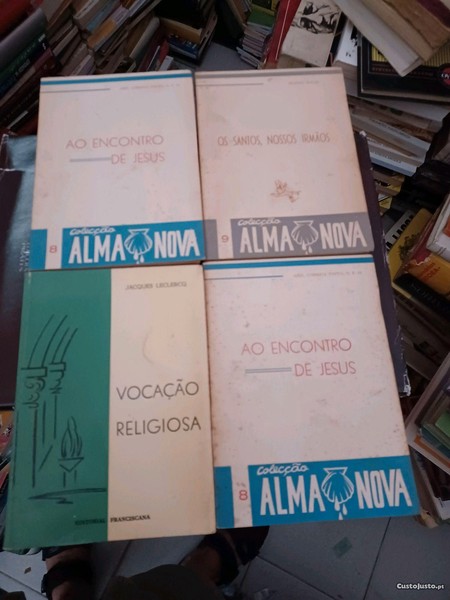 AO ENCONTRO
DE JESUS
8
colecção
ALMA NOVA
OS SANTOS, NOSSOS IRMÃOS
9
colecção
ALMA NOVA
JACQUES LECLERCQ
VOCAÇÃO
RELIGIOSA
EDITORIAL FRANCISCANA
AO ENCONTRO
DE JESUS
8
colecção
ALMA NOVA
CustoJusto.pt